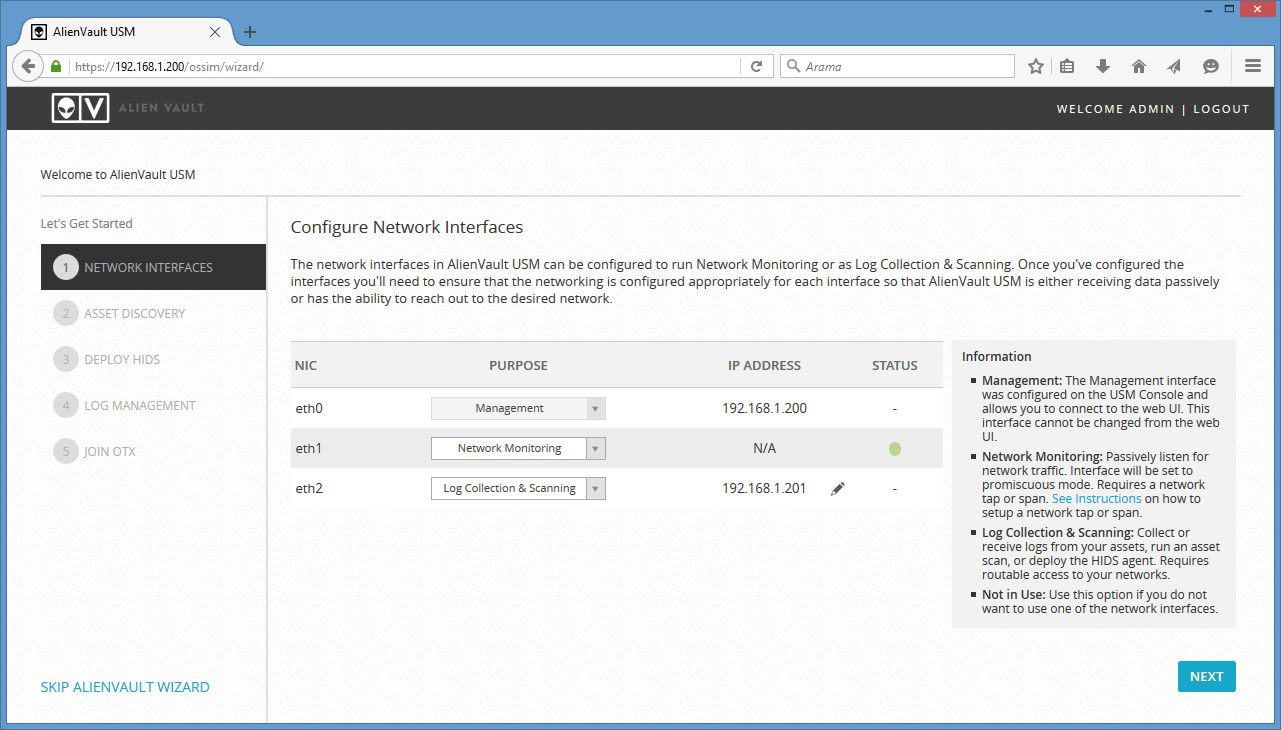 AlienVault USM
https://192.168.1.200/ossim/wizard/
Arama
V
ALIEN VAULT
WELCOME ADMIN | LOGOUT
Welcome to AlienVault USM
Let's Get Started
1 NETWORK INTERFACES
2 ASSET DISCOVERY
3 DEPLOY HIDS
4 LOG MANAGEMENT
5 JOIN OTX
SKIP ALIENVAULT WIZARD
Configure Network Interfaces
The network interfaces in AlienVault USM can be configured to run Network Monitoring or as Log Collection & Scanning. Once you've configured the
interfaces you'll need to ensure that the networking is configured appropriately for each interface so that AlienVault USM is either receiving data passively
or has the ability to reach out to the desired network.
NIC PURPOSE IP ADDRESS STATUS
eth0 Management 192.168.1.200 -
eth1 Network Monitoring N/A
eth2 Log Collection & Scanning 192.168.1.201 -
Information
Management: The Management interface
was configured on the USM Console and
allows you to connect to the web UI. This
interface cannot be changed from the web
UI.
Network Monitoring: Passively listen for
network traffic. Interface will be set to
promiscuous mode. Requires a network
tap or span. See Instructions on how to
setup a network tap or span.
Log Collection & Scanning: Collect or
receive logs from your assets, run an asset
scan, or deploy the HIDS agent. Requires
routable access to your networks.
Not in Use: Use this option if you do not
want to use one of the network interfaces.
NEXT